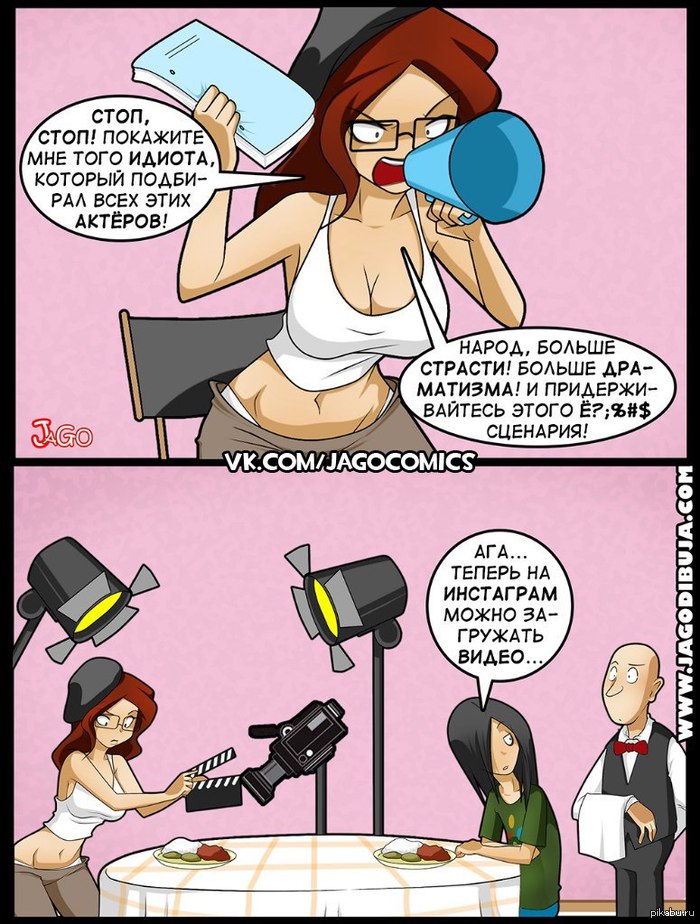 СТОП,
СТОП! ПОКАЖИТЕ
МНЕ ТОГО ИДИОТА,
КОТОРЫЙ ПОДБИ-
РАЛ ВСЕХ ЭТИХ
АКТЁРОВ!
НАРОД, БОЛЬШЕ
СТРАСТИ! БОЛЬШЕ ДРА-
МАТИЗМА! И ПРИДЕРЖИ-
ВАЙТЕСЬ ЭТОГО Ё?;%#$
СЦЕНАРИЯ!
JAGO
VK.COM/JAGOCOMICS
АГА...
ТЕПЕРЬ НА
ИНСТАГРАМ
МОЖНО ЗА-
ГРУЖАТЬ
ВИДЕО...
WWW.JAGODIBUJA.COM
pikabu.ru